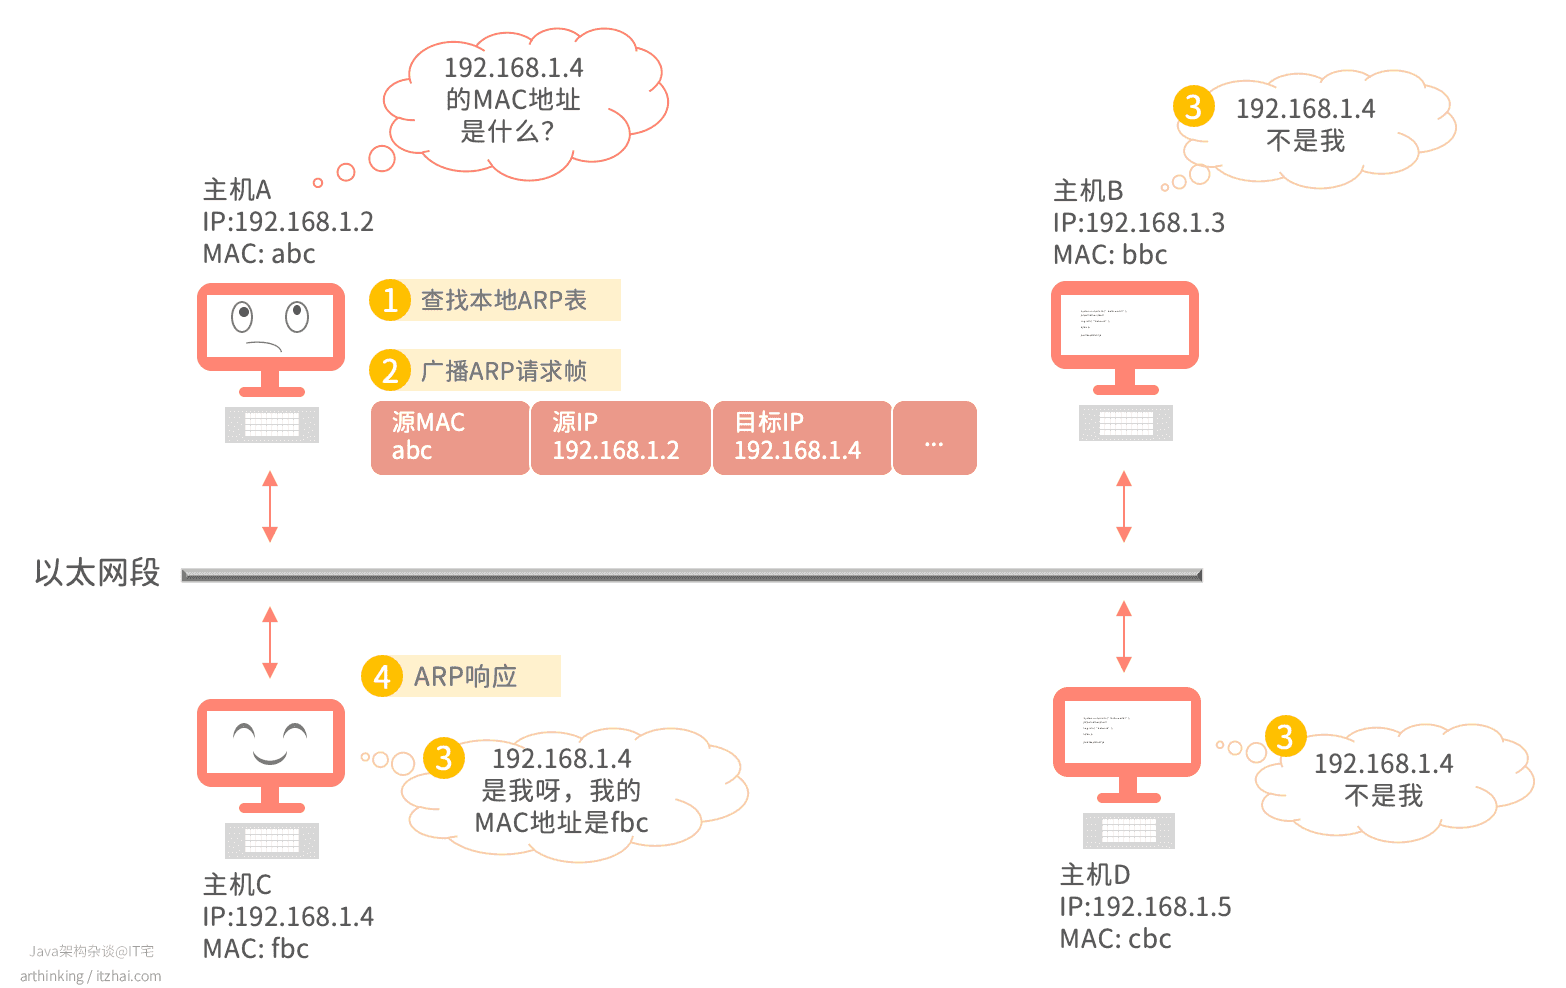 192.168.1.4
的MAC地址
是什么？
主机A
IP:192.168.1.2
MAC: abc
3
192.168.1.4
不是我
主机B
IP:192.168.1.3
MAC: bbc
1 查找本地ARP表
2 广播ARP请求帧
源MAC
abc
源IP
192.168.1.2
目标IP
192.168.1.4
...
以太网段
4 ARP响应
3
192.168.1.4
是我呀，我的
MAC地址是fbc
主机C
IP:192.168.1.4
MAC: fbc
3
192.168.1.4
不是我
主机D
IP:192.168.1.5
MAC: cbc
Java架构杂谈@IT宅
arthinking / itzhai.com